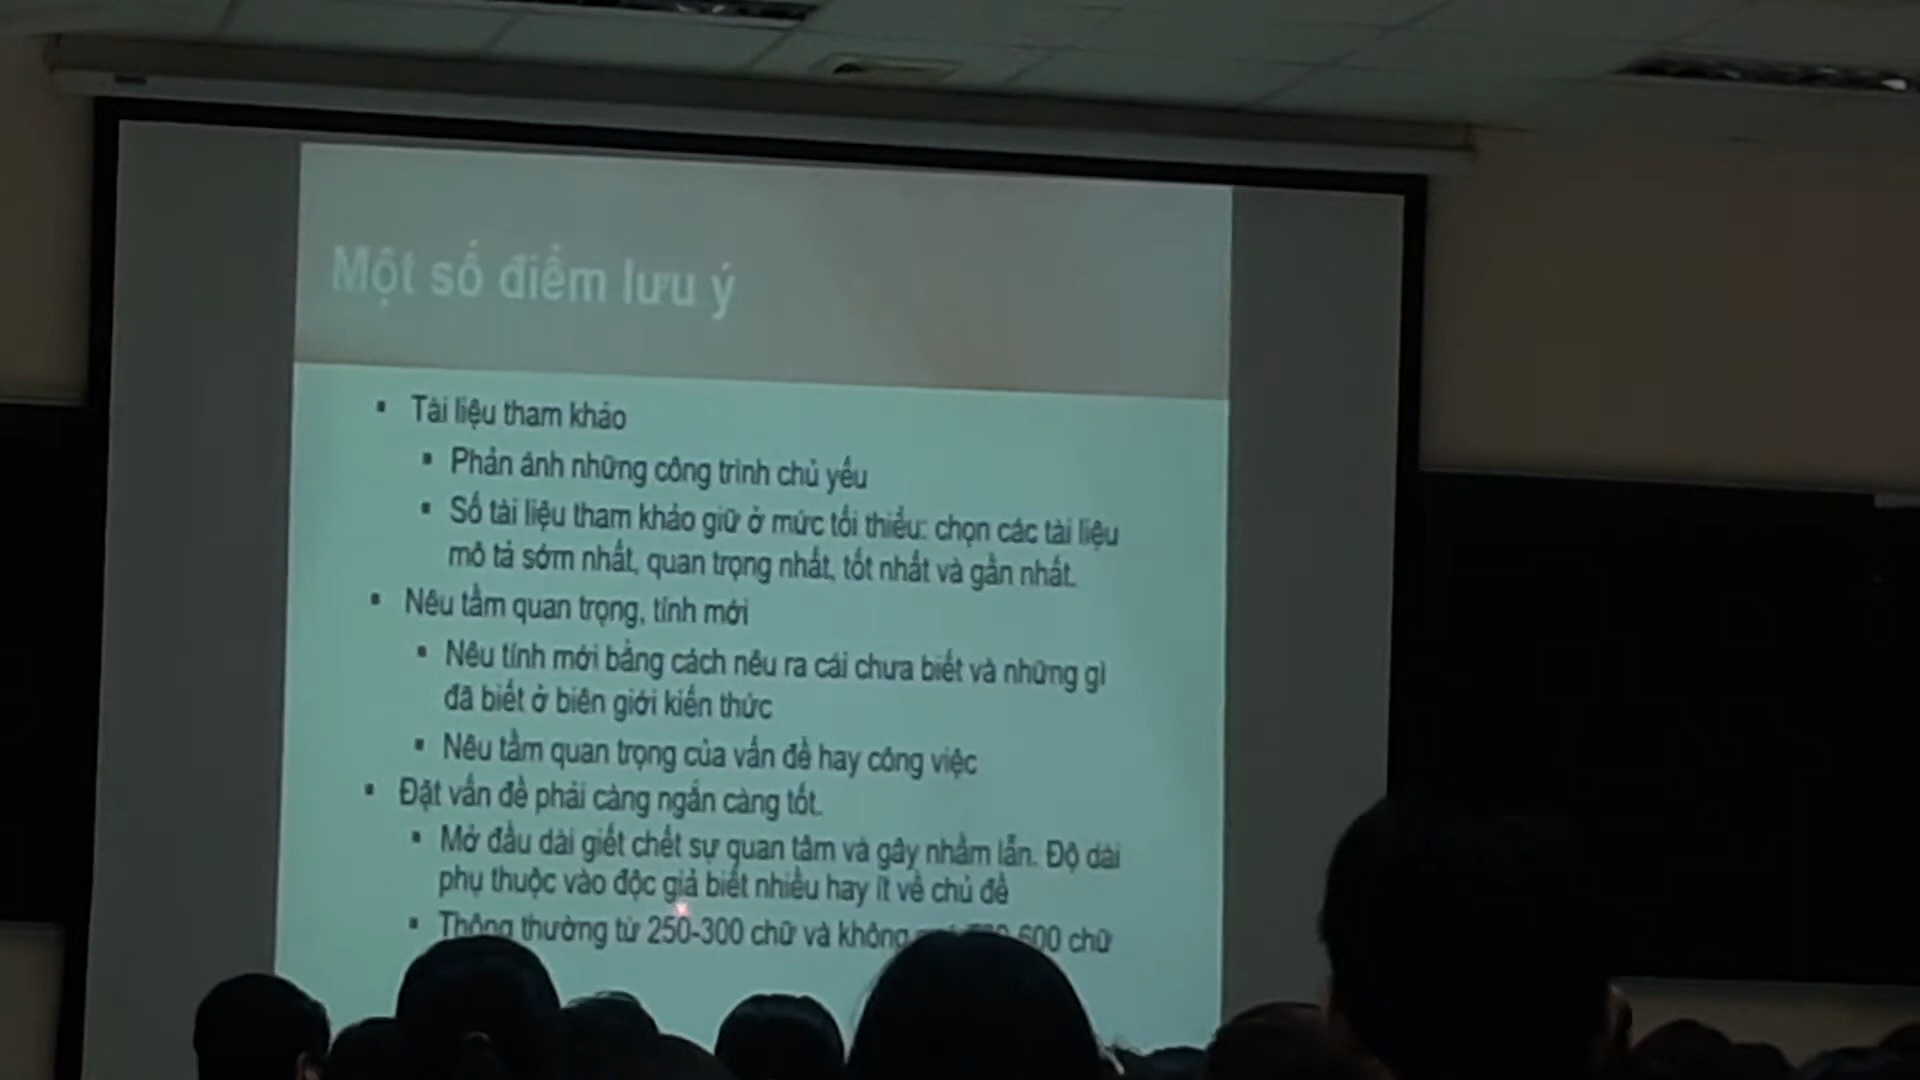 Một số điểm lưu ý
▪ Tài liệu tham khảo
▪ Phản ánh những công trình chủ yếu
▪ Số tài liệu tham khảo giữ ở mức tối thiểu: chọn các tài liệu
mô tả sớm nhất, quan trọng nhất, tốt nhất và gần nhất.
▪ Nêu tầm quan trọng, tính mới
▪ Nêu tính mới bằng cách nêu ra cái chưa biết và những gì
đã biết ở biên giới kiến thức
▪ Nêu tầm quan trọng của vấn đề hay công việc
▪ Đặt vấn đề phải càng ngắn càng tốt.
▪ Mở đầu dài giết chết sự quan tâm và gây nhầm lẫn. Độ dài
phụ thuộc vào độc giả biết nhiều hay ít về chủ đề
▪ Thông thường từ 250-300 chữ và không 600 chữ